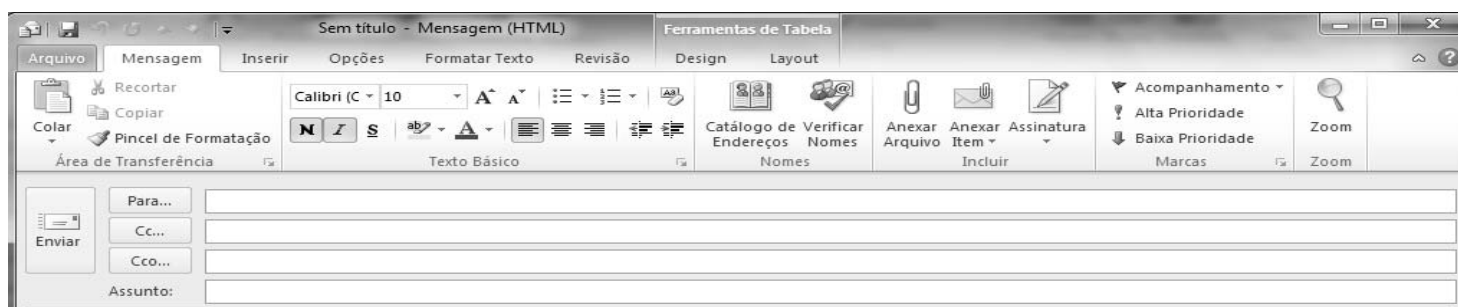 Sem título - Mensagem (HTML) Ferramentas de Tabela
Arquivo Mensagem Inserir Opções Formatar Texto Revisão Design Layout
Colar
Recortar
Copiar
Pincel de Formatação
Área de Transferência
Calibri (C 10
N I S
Texto Básico
Catálogo de Endereços
Verificar Nomes
Nomes
Anexar Arquivo
Anexar Item
Assinatura
Incluir
Acompanhamento
Alta Prioridade
Baixa Prioridade
Marcas
Zoom
Zoom
Enviar
Para...
Cc...
Cco...
Assunto: